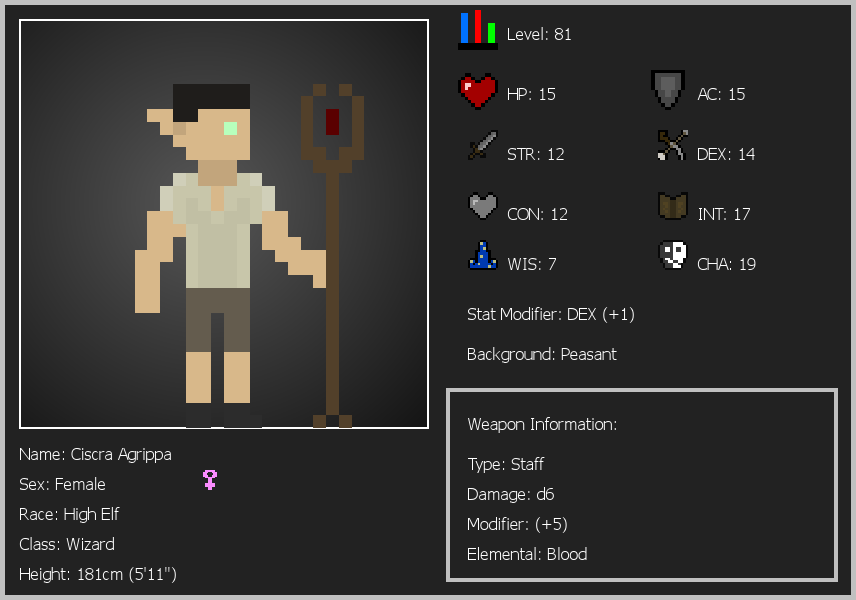 Level: 81
HP: 15
AC: 15
STR: 12
DEX: 14
CON: 12
INT: 17
WIS: 7
CHA: 19
Stat Modifier: DEX (+1)
Background: Peasant
Weapon Information:
Type: Staff
Damage: d6
Modifier: (+5)
Elemental: Blood
Name: Ciscra Agrippa
Sex: Female
Race: High Elf
Class: Wizard
Height: 181cm (5'11")